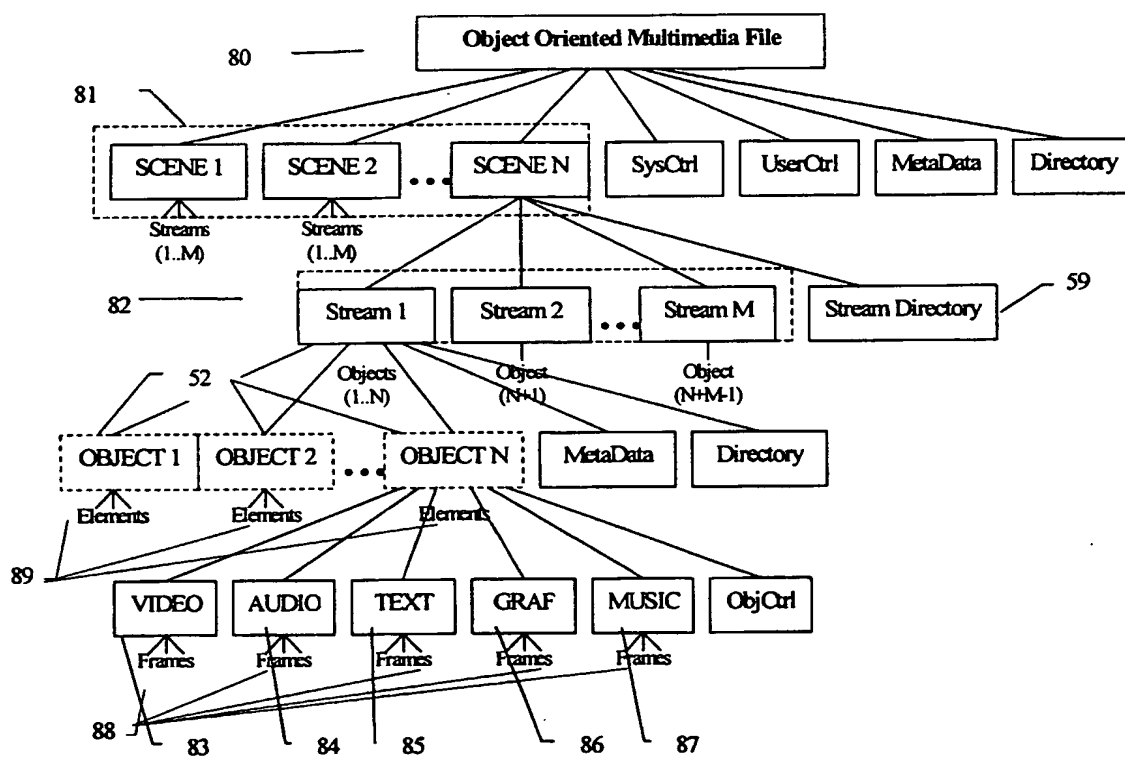 Object Oriented Multimedia File
80
81
SCENE 1
SCENE 2
SCENE N
SysCtrl
UserCtrl
MetaData
Directory
Streams
(1..M)
Streams
(1..M)
82
Stream 1
Stream 2
Stream M
Stream Directory
59
52
Objects
(1..N)
Object
(N+1)
Object
(N+M-1)
OBJECT 1
OBJECT 2
OBJECT N
MetaData
Directory
Elements
Elements
Elements
89
VIDEO
AUDIO
TEXT
GRAF
MUSIC
ObjCtrl
Frames
Frames
Frames
Frames
Frames
88
83
84
85
86
87